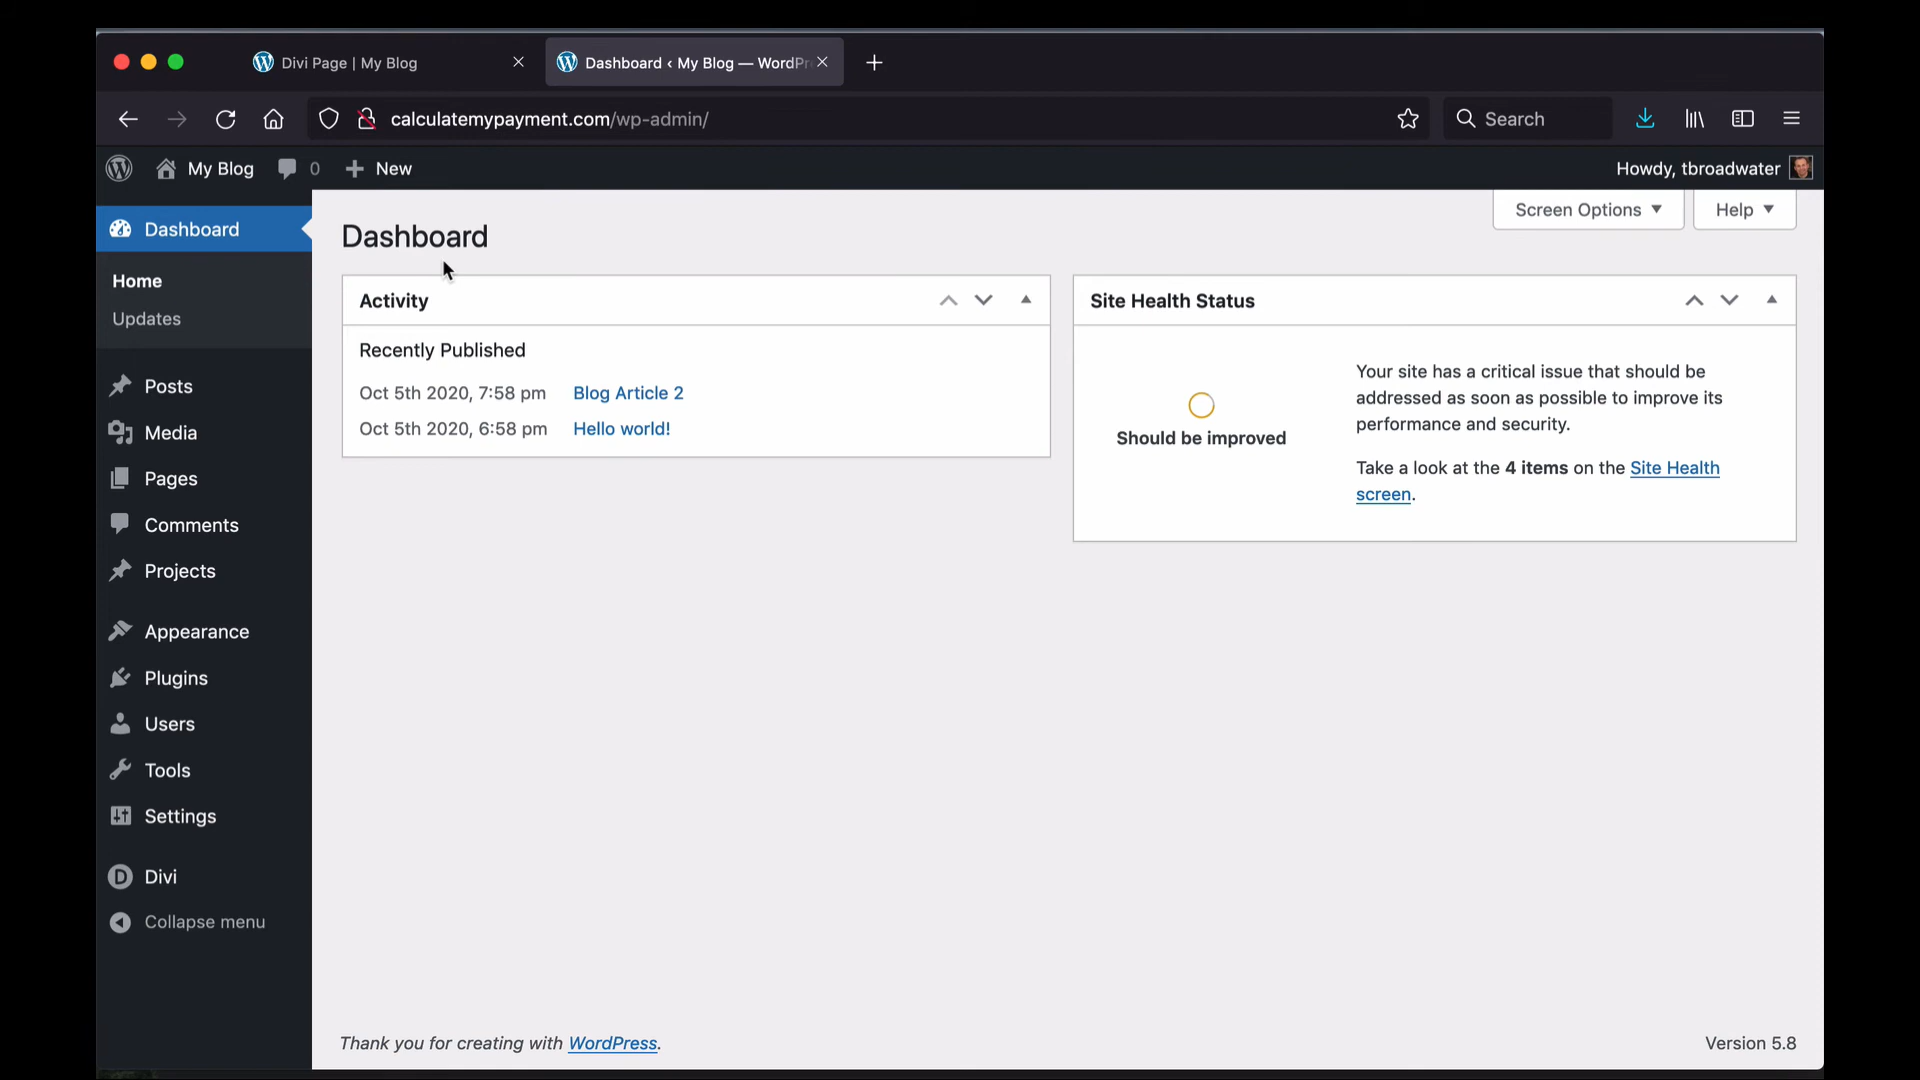 Divi Page | My Blog
Dashboard ‹ My Blog — WordPr
calculatemypayment.com/wp-admin/
Search
My Blog
0
New
Howdy, tbroadwater
Dashboard
Home
Updates
Posts
Media
Pages
Comments
Projects
Appearance
Plugins
Users
Tools
Settings
Divi
Collapse menu
Screen Options
Help
Dashboard
Activity
Recently Published
Oct 5th 2020, 7:58 pm Blog Article 2
Oct 5th 2020, 6:58 pm Hello world!
Site Health Status
Should be improved
Your site has a critical issue that should be
addressed as soon as possible to improve its
performance and security.
Take a look at the 4 items on the Site Health
screen.
Thank you for creating with WordPress.
Version 5.8